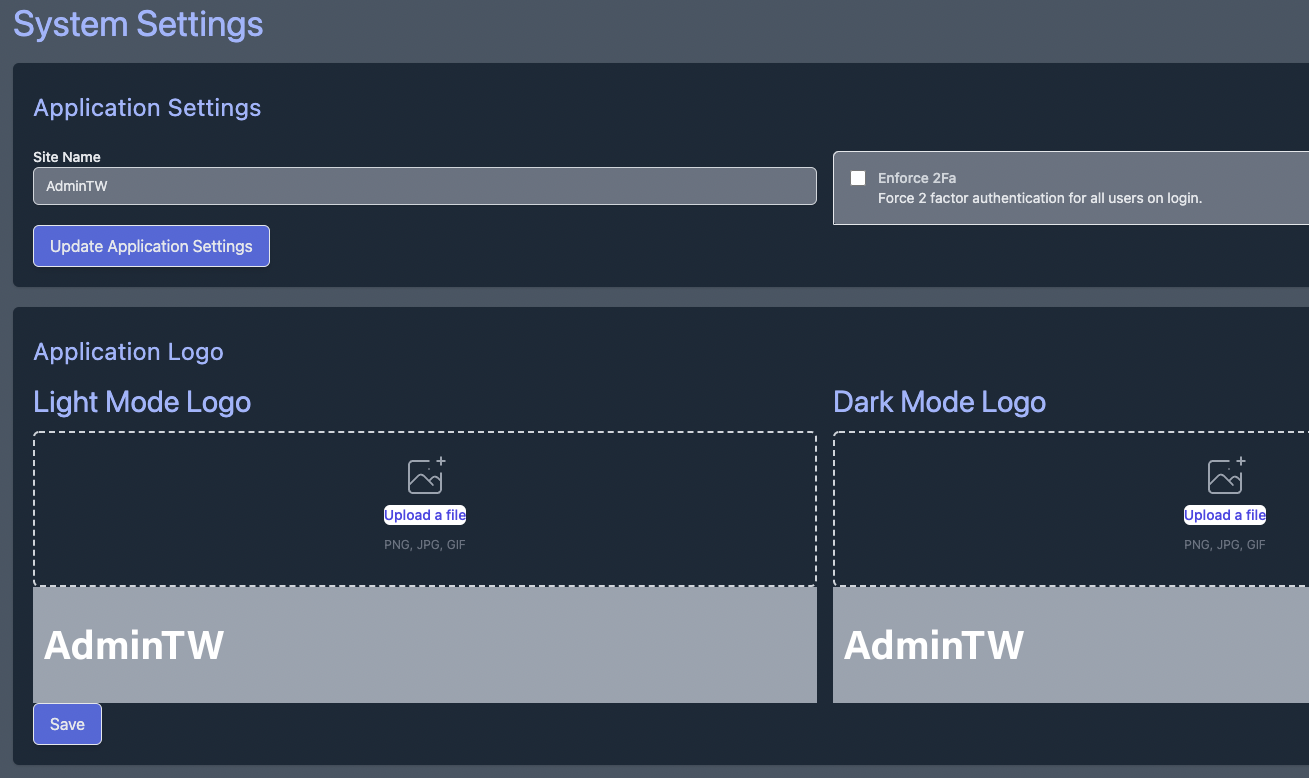 System Settings
Application Settings
Site Name
AdminTW
Enforce 2Fa
Force 2 factor authentication for all users on login.
Update Application Settings
Application Logo
Light Mode Logo
Upload a file
PNG, JPG, GIF
AdminTW
Dark Mode Logo
Upload a file
PNG, JPG, GIF
AdminTW
Save